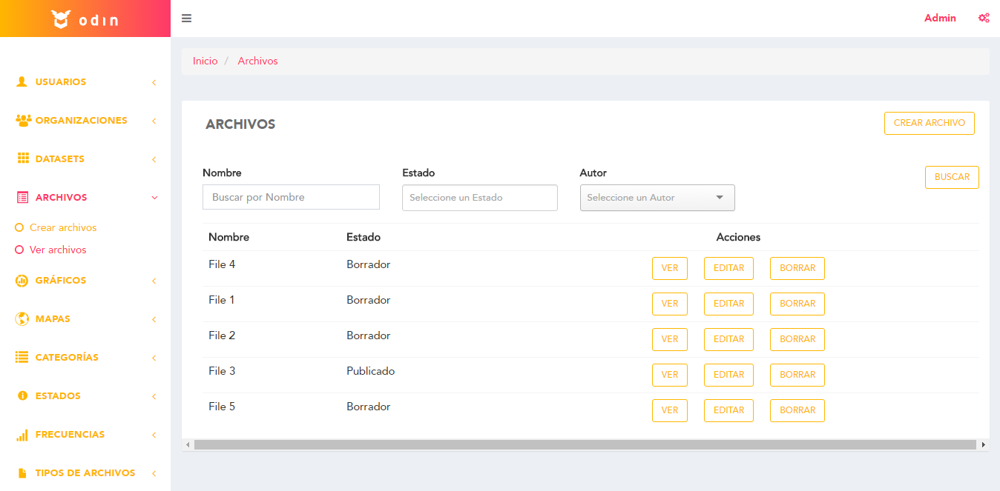 odin
Admin
USUARIOS
ORGANIZACIONES
DATASETS
ARCHIVOS
Crear archivos
Ver archivos
GRÁFICOS
MAPAS
CATEGORÍAS
ESTADOS
FRECUENCIAS
TIPOS DE ARCHIVOS
Inicio / Archivos
ARCHIVOS CREAR ARCHIVO
Nombre Estado Autor
Buscar por Nombre Seleccione un Estado Seleccione un Autor BUSCAR
Nombre Estado Acciones
File 4 Borrador VER EDITAR BORRAR
File 1 Borrador VER EDITAR BORRAR
File 2 Borrador VER EDITAR BORRAR
File 3 Publicado VER EDITAR BORRAR
File 5 Borrador VER EDITAR BORRAR